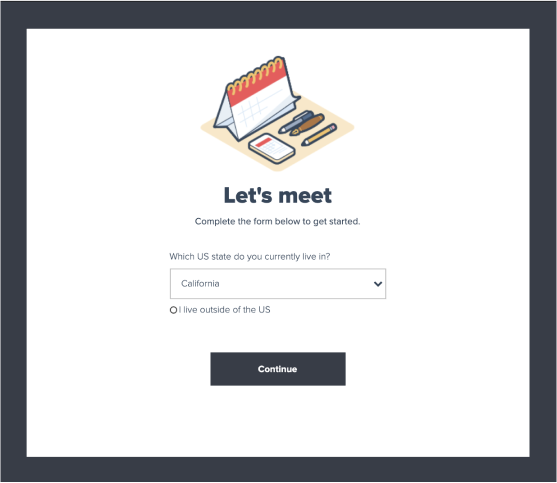 Let's meet
Complete the form below to get started.
Which US state do you currently live in?
California
I live outside of the US
Continue